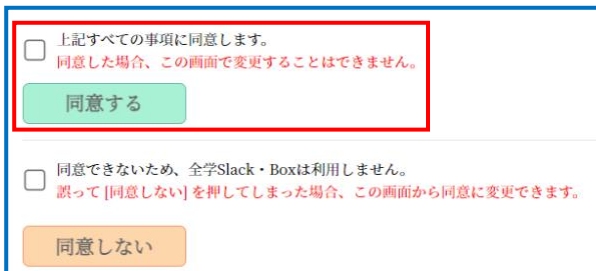 上記すべての事項に同意します。
同意した場合、この画面で変更することはできません。
同意する
同意できないため、全学Slack・Boxは利用しません。
誤って [同意しない] を押してしまった場合、この画面から同意に変更できます。
同意しない